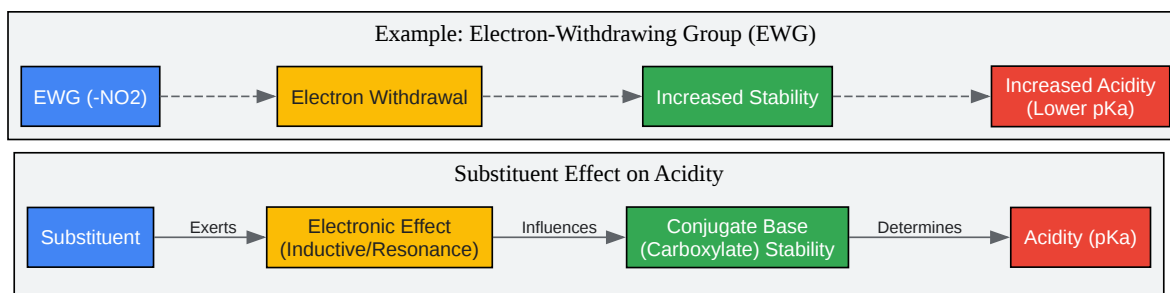 Example: Electron-Withdrawing Group (EWG)
EWG (-NO2)
Electron Withdrawal
Increased Stability
Increased Acidity
(Lower pKa)
Substituent Effect on Acidity
Substituent
Exerts
Electronic Effect
(Inductive/Resonance)
Influences
Conjugate Base
(Carboxylate) Stability
Determines
Acidity (pKa)